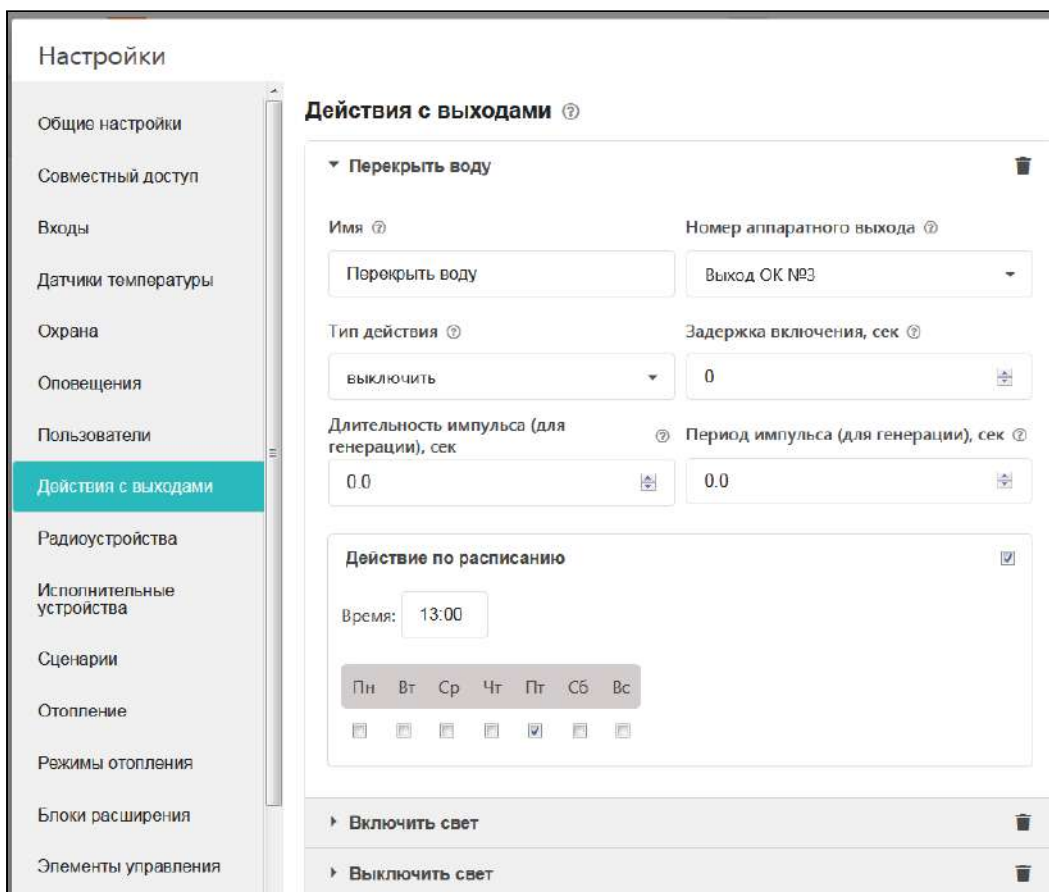 Настройки
Общие настройки
Совместный доступ
Входы
Датчики температуры
Охрана
Оповещения
Пользователи
Действия с выходами
Радиоустройства
Исполнительные
устройства
Сценарии
Отопление
Режимы отопления
Блоки расширения
Элементы управления
Действия с выходами
Перекрыть воду
Имя
Номер аппаратного выхода
Перекрыть воду
Выход ОК №3
Тип действия
Задержка включения, сек
выключить
0
Длительность импульса (для
генерации), сек
Период импульса (для генерации), сек
0.0
0.0
Действие по расписанию
Время: 13:00
Пн Вт Ср Чт Пт Сб Вс
Включить свет
Выключить свет